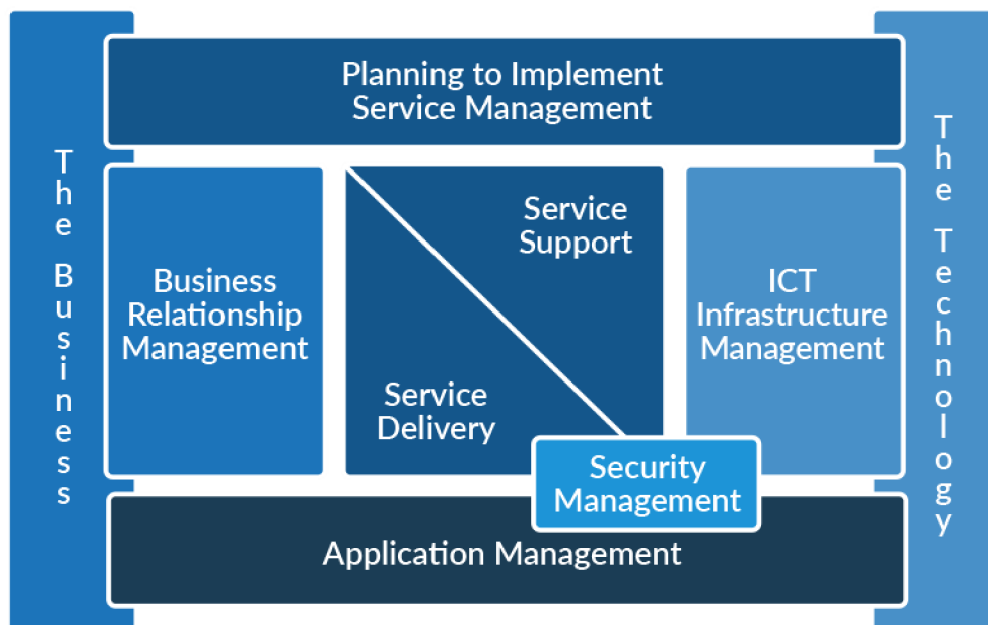 Planning to Implement
Service Management
The Business
Business
Relationship
Management
Service
Support
Service
Delivery
ICT
Infrastructure
Management
The Technology
Security
Management
Application Management